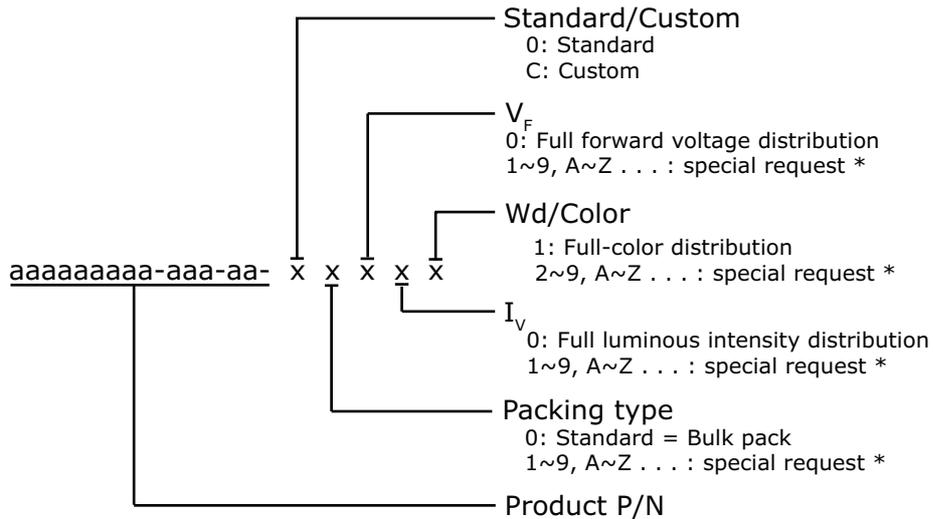 Standard/Custom
0: Standard
C: Custom
VF
0: Full forward voltage distribution
1~9, A~Z . . . : special request *
Wd/Color
1: Full-color distribution
2~9, A~Z . . . : special request *
aaaaaaaaa-aaa-aa- x x x x x
IV
0: Full luminous intensity distribution
1~9, A~Z . . . : special request *
Packing type
0: Standard = Bulk pack
1~9, A~Z . . . : special request *
Product P/N